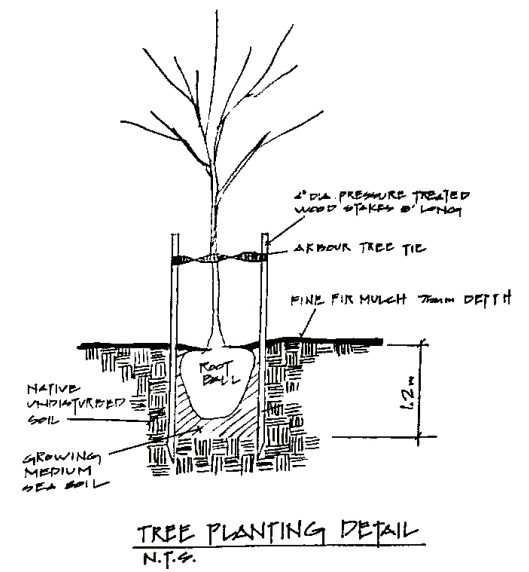 4" DIA. PRESSURE TREATED
WOOD STAKES 8' LONG
ARBOUR TREE TIE
FINE FIR MULCH 75mm DEPTH
ROOT
BALL
1.2m
NATIVE
UNDISTURBED
SOIL
GROWING
MEDIUM
SEA SOIL
TREE PLANTING DETAIL
N.T.S.